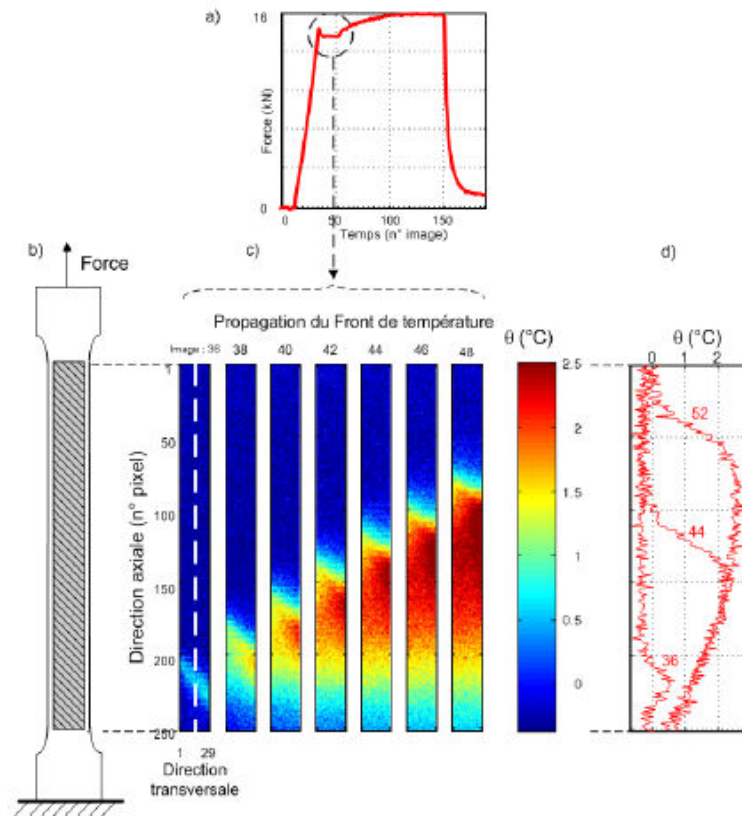 a)
16
Force (kN)
0
0 50 100 150
Temps (n° image)
b)
Force
c)
d)
Propagation du Front de température
Image : 36 38 40 42 44 46 48
θ (°C)
θ (°C)
1
50
100
150
200
250
Direction axiale (n° pixel)
1 29
Direction
transversale
2.5
2
1.5
1
0.5
0
0 1 2
52
44
36